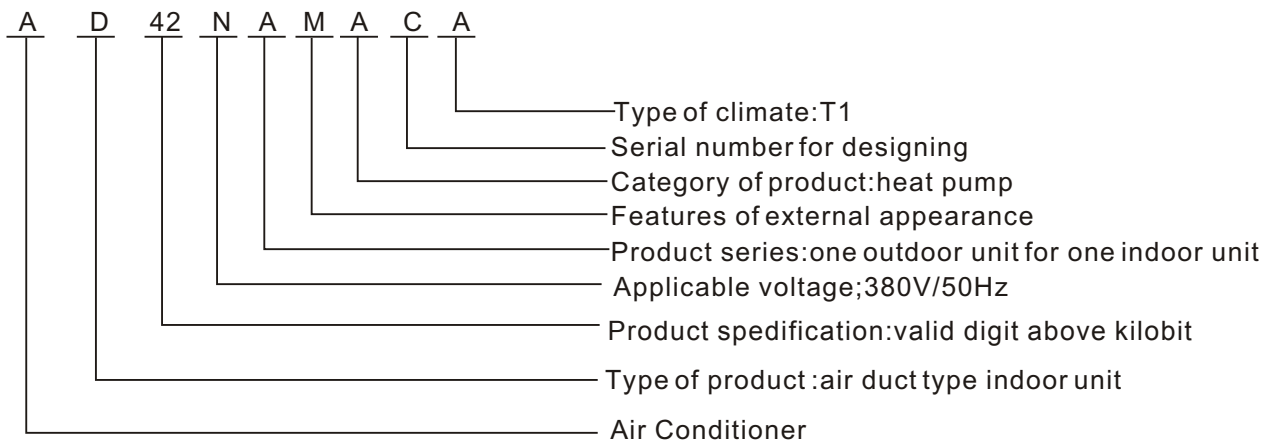 A D 42 N A M A C A
Type of climate:T1
Serial number for designing
Category of product:heat pump
Features of external appearance
Product series:one outdoor unit for one indoor unit
Applicable voltage;380V/50Hz
Product spedification:valid digit above kilobit
Type of product :air duct type indoor unit
Air Conditioner